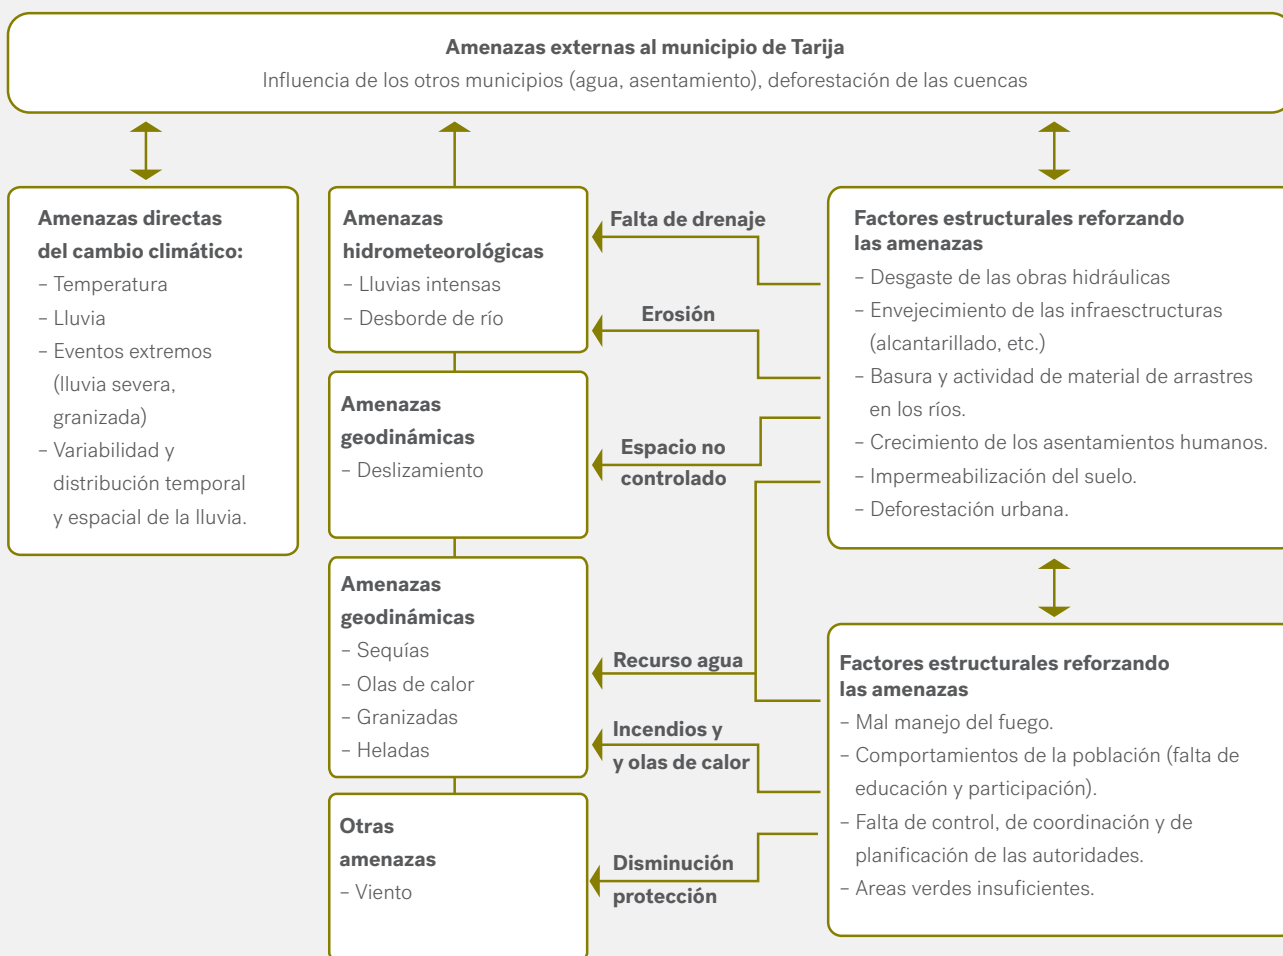 Amenazas externas al municipio de Tarija
Influencia de los otros municipios (agua, asentamiento), deforestación de las cuencas
Amenazas directas
del cambio climático:
– Temperatura
– Lluvia
– Eventos extremos
(lluvia severa,
granizada)
– Variabilidad y
distribución temporal
y espacial de la lluvia.
Amenazas
hidrometeorológicas
– Lluvias intensas
– Desborde de río
Amenazas
geodinámicas
– Deslizamiento
Amenazas
geodinámicas
– Sequías
– Olas de calor
– Granizadas
– Heladas
Otras
amenazas
– Viento
Falta de drenaje
Erosión
Espacio no
controlado
Recurso agua
Incendios y
y olas de calor
Disminución
protección
Factores estructurales reforzando
las amenazas
– Desgaste de las obras hidráulicas
– Envejecimiento de las infraesctructuras
(alcantarillado, etc.)
– Basura y actividad de material de arrastres
en los ríos.
– Crecimiento de los asentamientos humanos.
– Impermeabilización del suelo.
– Deforestación urbana.
Factores estructurales reforzando
las amenazas
– Mal manejo del fuego.
– Comportamientos de la población (falta de
educación y participación).
– Falta de control, de coordinación y de
planificación de las autoridades.
– Areas verdes insuficientes.